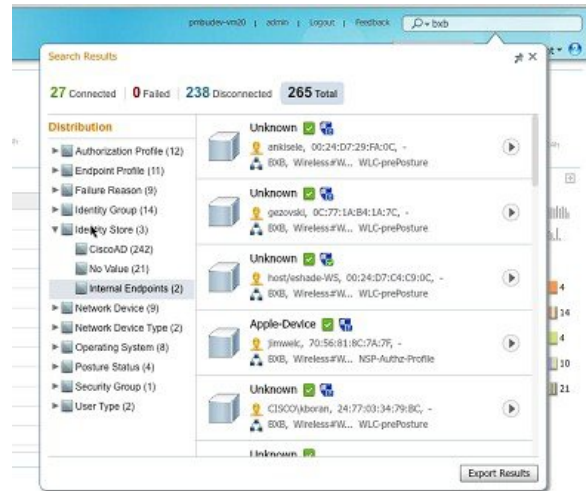 pmbudev-vm20 | admin | Logout | Feedback
bxb
Search Results
27 Connected | 0 Failed | 238 Disconnected 265 Total
Distribution
Authorization Profile (12)
Endpoint Profile (11)
Failure Reason (9)
Identity Group (14)
Identity Store (3)
CiscoAD (242)
No Value (21)
Internal Endpoints (2)
Network Device (9)
Network Device Type (2)
Operating System (8)
Posture Status (4)
Security Group (1)
User Type (2)
Unknown
ankisele, 00:24:D7:29:FA:0C, -
BXB, Wireless#W... WLC-prePosture
Unknown
gezovski, 0C:77:1A:B4:1A:7C, -
BXB, Wireless#W... WLC-prePosture
Unknown
host/eshade-WS, 00:24:D7:C4:C9:0C, -
BXB, Wireless#W... WLC-prePosture
Apple-Device
jimwelc, 70:56:81:8C:7A:7F, -
BXB, Wireless#W... NSP-Authz-Profile
Unknown
CISCO\kboran, 24:77:03:34:79:BC, -
BXB, Wireless#W... WLC-prePosture
Unknown
Export Results
4
14
4
10
21